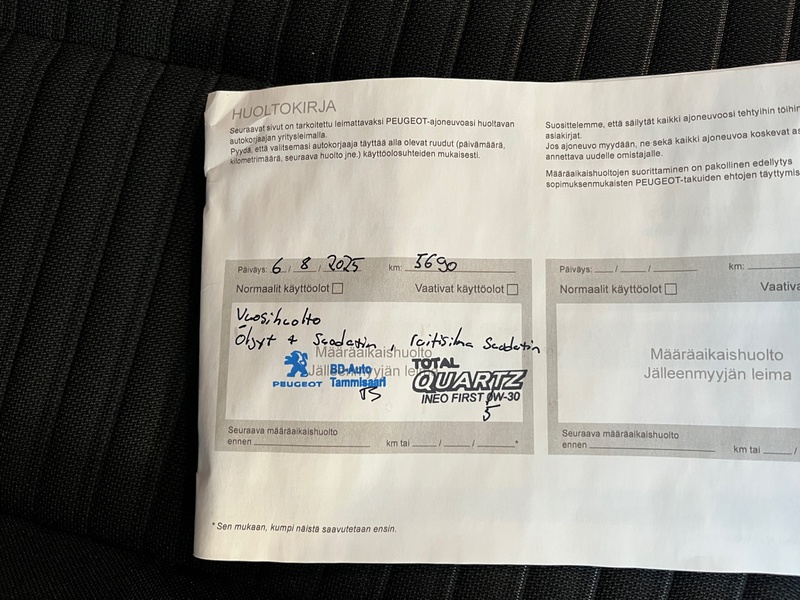 HUOLTOKIRJA
Seuraavat sivut on tarkoitettu leimattavaksi PEUGEOT-ajoneuvoasi huoltavan
autokorjaajan yritysleimalla.
Pyydä, että valitsemasi autokorjaaja täyttää alla olevat ruudut (päivämäärä,
kilometrimäärä, seuraava huolto jne.) käyttöolosuhteiden mukaisesti.
Päiväys: 6 / 8 / 2025 km: 5690
Normaalit käyttöolot Vaativat käyttöolot
Vuosihuolto
Öljyt + Suodatin, raitisilma Suodatin
Määräaikaishuolto
Jälleenmyyjän leima
PEUGEOT
BD-Auto
Tammisaari
TOTAL
QUARTZ
INEO FIRST 0W-30
5
Seuraava määräaikaishuolto
ennen km tai / / *
* Sen mukaan, kumpi näistä saavutetaan ensin.
Suosittelemme, että säilytät kaikki ajoneuvoosi tehtyihin töihin
asiakirjat.
Jos ajoneuvo myydään, ne sekä kaikki ajoneuvoa koskevat
annettava uudelle omistajalle.
Määräaikaishuoltojen suorittaminen on pakollinen edellytys
sopimuksenmukaisten PEUGEOT-takuiden ehtojen
Päiväys: / / km:
Normaalit käyttöolot
Määräaikaishuolto
Jälleenmyyjän leima
Seuraava määräaikaishuolto
ennen km tai /